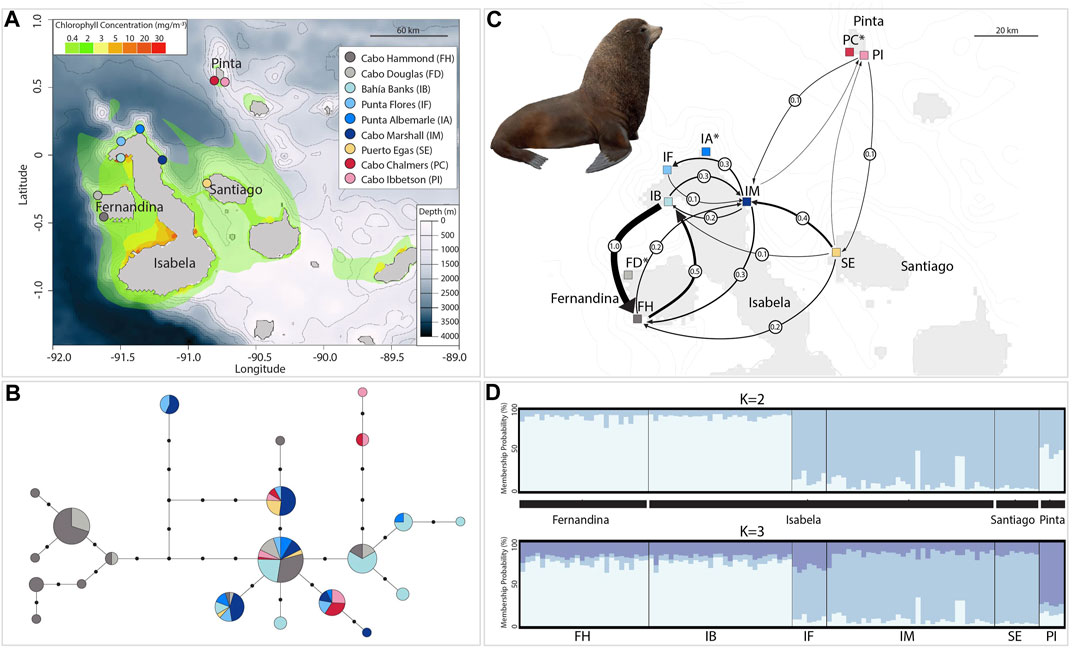 A
Chlorophyll Concentration (mg/m⁻³)
0.4 2 3 5 10 20 30
60 km
Pinta
Cabo Hammond (FH)
Cabo Douglas (FD)
Bahía Banks (IB)
Punta Flores (IF)
Punta Albemarle (IA)
Cabo Marshall (IM)
Puerto Egas (SE)
Cabo Chalmers (PC)
Cabo Ibbetson (PI)
Santiago
Fernandina
Isabela
Depth (m)
0
500
1000
1500
2000
2500
3000
3500
4000
Latitude
1.0
0.5
0
-0.5
-1.0
-92.0 -91.5 -91.0 -90.5 -90.0 -89.5 -89.0
Longitude
B
C
20 km
Pinta
PC*
PI
0.1
0.1
IA*
IF
0.3
IB
0.3
IM
0.1
0.2
0.4
1.0
0.2
0.1
FD*
SE
Santiago
0.5
0.3
Fernandina
FH
Isabela
0.2
D
K=2
Membership Probability (%)
100
50
0
Fernandina Isabela Santiago Pinta
K=3
Membership Probability (%)
100
50
0
FH IB IF IM SE PI